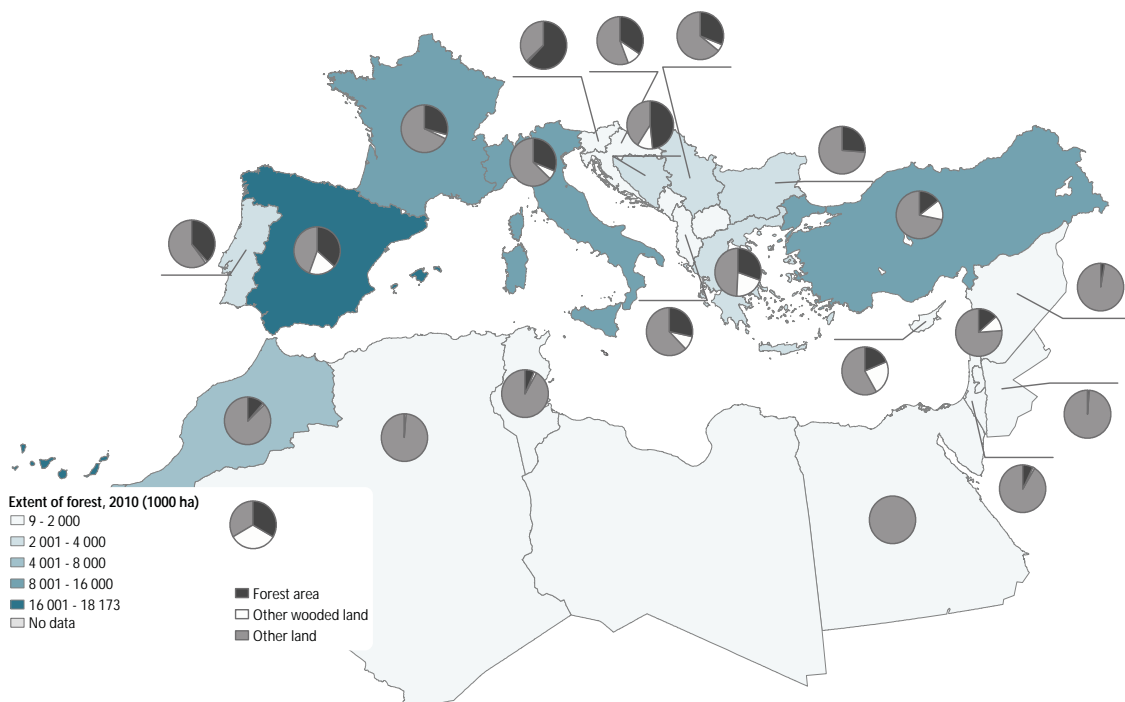 Extent of forest, 2010 (1000 ha)
9 - 2 000
2 001 - 4 000
4 001 - 8 000
8 001 - 16 000
16 001 - 18 173
No data
Forest area
Other wooded land
Other land